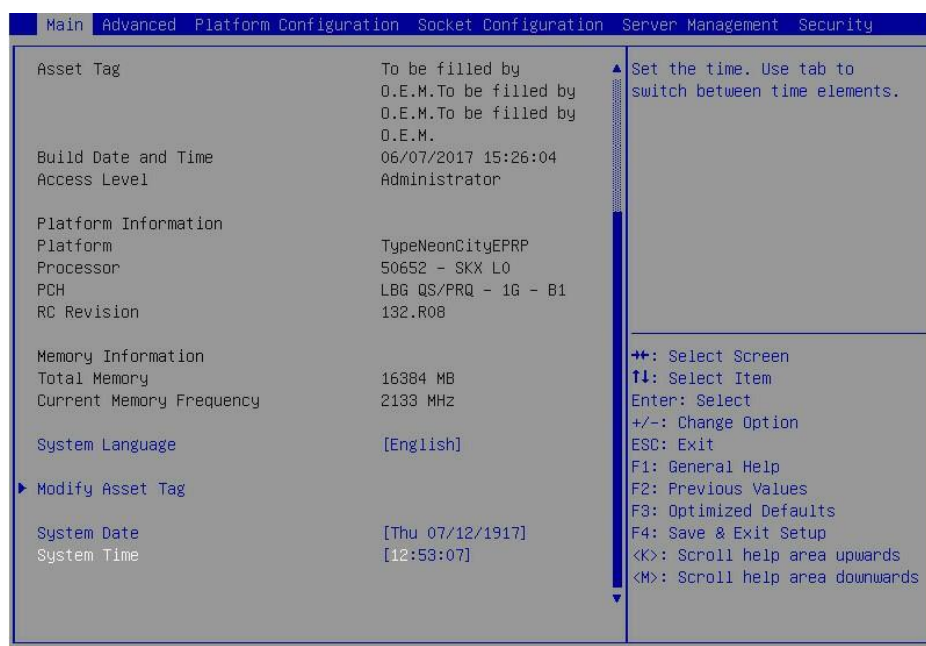 Main Advanced Platform Configuration Socket Configuration Server Management Security
Asset Tag To be filled by
O.E.M.To be filled by
O.E.M.To be filled by
O.E.M.
Build Date and Time 06/07/2017 15:26:04
Access Level Administrator
Platform Information
Platform TypeNeonCityEPRP
Processor 50652 - SKX L0
PCH LBG QS/PRQ - 1G - B1
RC Revision 132.R08
Memory Information
Total Memory 16384 MB
Current Memory Frequency 2133 MHz
System Language [English]
Modify Asset Tag
System Date [Thu 07/12/1917]
System Time [12:53:07]
Set the time. Use tab to
switch between time elements.
→←: Select Screen
↑↓: Select Item
Enter: Select
+/-: Change Option
ESC: Exit
F1: General Help
F2: Previous Values
F3: Optimized Defaults
F4: Save & Exit Setup
<K>: Scroll help area upwards
<M>: Scroll help area downwards